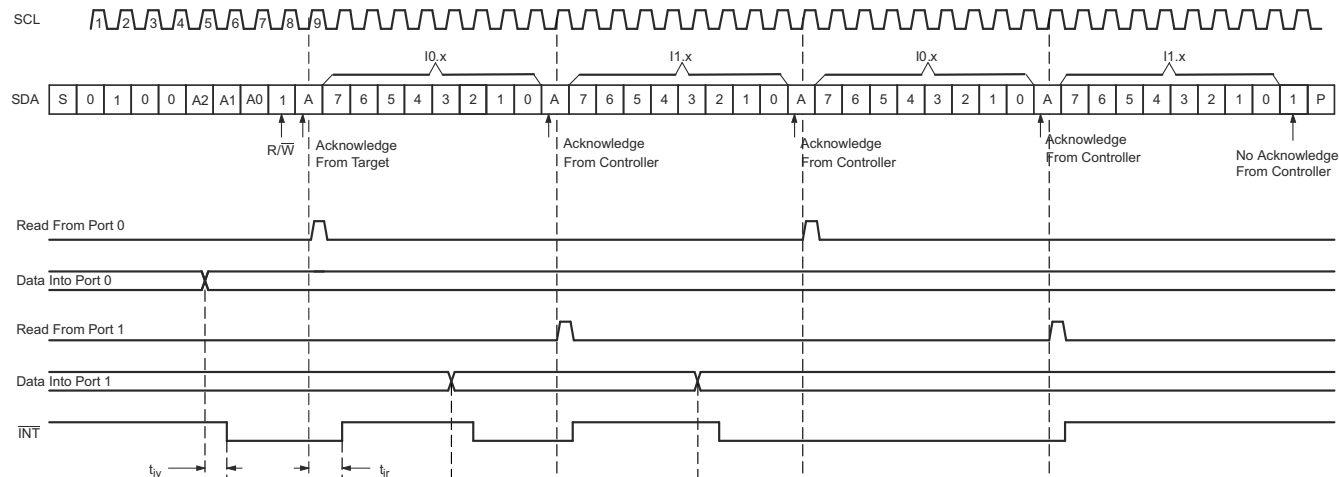 SCL 1 2 3 4 5 6 7 8 9
I0.x I1.x I0.x I1.x
SDA S 0 1 0 0 A2 A1 A0 1 A 7 6 5 4 3 2 1 0 A 7 6 5 4 3 2 1 0 A 7 6 5 4 3 2 1 0 A 7 6 5 4 3 2 1 0 1 P
R/W
Acknowledge
From Target
Acknowledge
From Controller
Acknowledge
From Controller
Acknowledge
From Controller
No Acknowledge
From Controller
Read From Port 0
Data Into Port 0
Read From Port 1
Data Into Port 1
INT
tiv tir